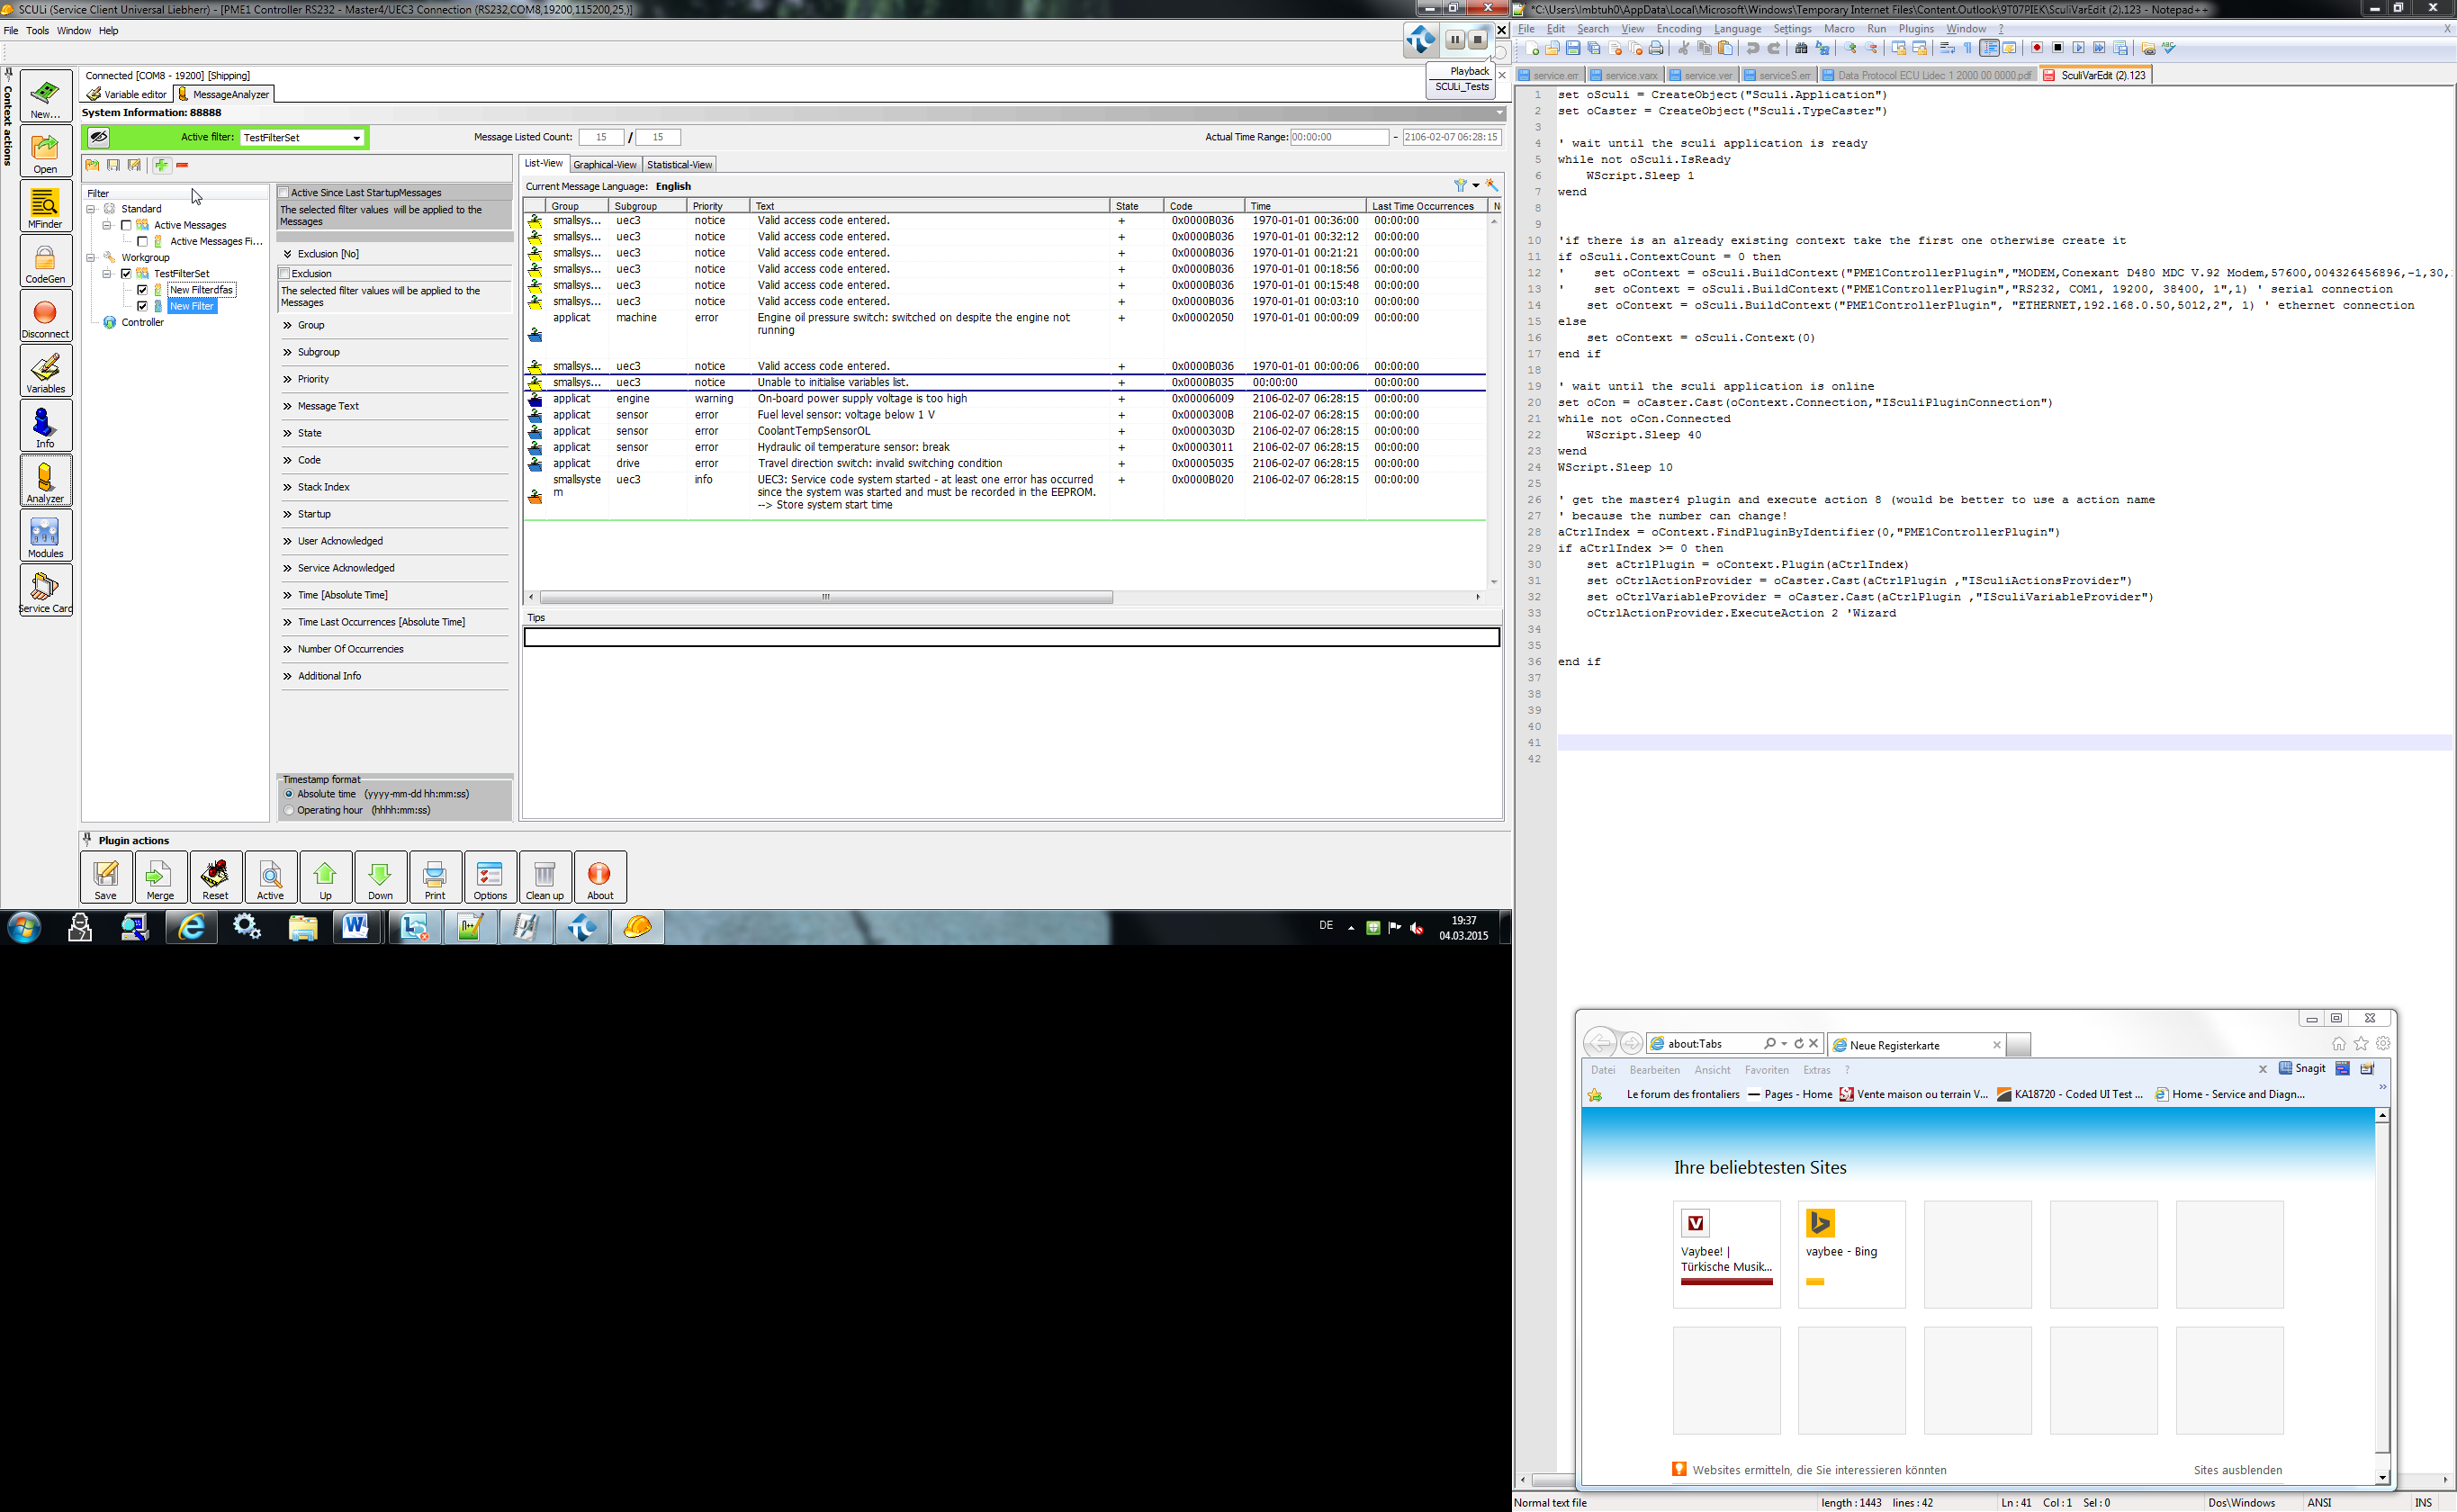 SCULi (Service Client Universal Liebherr) - [PME1 Controller RS232 - Master4/UEC3 Connection (RS232,COM8,19200,115200,25,)]
File Tools Window Help
Playback
SCULi_Tests
Context actions
New...
Open
MFinder
CodeGen
Disconnect
Variables
Info
Analyzer
Modules
Service Card
Connected [COM8 - 19200] [Shipping]
Variable editor MessageAnalyzer
System Information: 88888
Active filter: TestFilterSet
Message Listed Count: 15 / 15
Actual Time Range: 00:00:00 - 2106-02-07 06:28:15
Filter
Standard
Active Messages
Active Messages Fi...
Workgroup
TestFilterSet
New Filterdfas
New Filter
Controller
Active Since Last StartupMessages
The selected filter values will be applied to the
Messages
Exclusion [No]
Exclusion
The selected filter values will be applied to the
Messages
Group
Subgroup
Priority
Message Text
State
Code
Stack Index
Startup
User Acknowledged
Service Acknowledged
Time [Absolute Time]
Time Last Occurrences [Absolute Time]
Number Of Occurrencies
Additional Info
Timestamp format
Absolute time (yyyy-mm-dd hh:mm:ss)
Operating hour (hhhh:mm:ss)
List-View Graphical-View Statistical-View
Current Message Language: English
Group Subgroup Priority Text State Code Time Last Time Occurrences N
smallsys... uec3 notice Valid access code entered. + 0x0000B036 1970-01-01 00:36:00 00:00:00
smallsys... uec3 notice Valid access code entered. + 0x0000B036 1970-01-01 00:32:12 00:00:00
smallsys... uec3 notice Valid access code entered. + 0x0000B036 1970-01-01 00:21:21 00:00:00
smallsys... uec3 notice Valid access code entered. + 0x0000B036 1970-01-01 00:18:56 00:00:00
smallsys... uec3 notice Valid access code entered. + 0x0000B036 1970-01-01 00:15:48 00:00:00
smallsys... uec3 notice Valid access code entered. + 0x0000B036 1970-01-01 00:03:10 00:00:00
applicat machine error Engine oil pressure switch: switched on despite the engine not + 0x00002050 1970-01-01 00:00:09 00:00:00
running
smallsys... uec3 notice Valid access code entered. + 0x0000B036 1970-01-01 00:00:06 00:00:00
smallsys... uec3 notice Unable to initialise variables list. + 0x0000B035 00:00:00 00:00:00
applicat engine warning On-board power supply voltage is too high + 0x00006009 2106-02-07 06:28:15 00:00:00
applicat sensor error Fuel level sensor: voltage below 1 V + 0x0000300B 2106-02-07 06:28:15 00:00:00
applicat sensor error CoolantTempSensorOL + 0x0000303D 2106-02-07 06:28:15 00:00:00
applicat sensor error Hydraulic oil temperature sensor: break + 0x00003011 2106-02-07 06:28:15 00:00:00
applicat drive error Travel direction switch: invalid switching condition + 0x00005035 2106-02-07 06:28:15 00:00:00
smallsyste uec3 info UEC3: Service code system started - at least one error has occurred + 0x0000B020 2106-02-07 06:28:15 00:00:00
m since the system was started and must be recorded in the EEPROM.
--> Store system start time
Tips
Plugin actions
Save Merge Reset Active Up Down Print Options Clean up About
DE 19:37
04.03.2015
*C:\Users\lmbtuh0\AppData\Local\Microsoft\Windows\Temporary Internet Files\Content.Outlook\9T07PIEK\SculiVarEdit (2).123 - Notepad++
File Edit Search View Encoding Language Settings Macro Run Plugins Window ? X
service.err service.varx service.ver serviceS.err Data Protocol ECU Lidec 1 2000 00 0000.pdf SculiVarEdit (2).123
1 set oSculi = CreateObject("Sculi.Application")
2 set oCaster = CreateObject("Sculi.TypeCaster")
3
4 ' wait until the sculi application is ready
5 while not oSculi.IsReady
6 WScript.Sleep 1
7 wend
8
9
10 'if there is an already existing context take the first one otherwise create it
11 if oSculi.ContextCount = 0 then
12 ' set oContext = oSculi.BuildContext("PME1ControllerPlugin","MODEM,Conexant D480 MDC V.92 Modem,57600,004326456896,-1,30,
13 ' set oContext = oSculi.BuildContext("PME1ControllerPlugin","RS232, COM1, 19200, 38400, 1",1) ' serial connection
14 set oContext = oSculi.BuildContext("PME1ControllerPlugin", "ETHERNET,192.168.0.50,5012,2", 1) ' ethernet connection
15 else
16 set oContext = oSculi.Context(0)
17 end if
18
19 ' wait until the sculi application is online
20 set oCon = oCaster.Cast(oContext.Connection,"ISculiPluginConnection")
21 while not oCon.Connected
22 WScript.Sleep 40
23 wend
24 WScript.Sleep 10
25
26 ' get the master4 plugin and execute action 8 (would be better to use a action name
27 ' because the number can change!
28 aCtrlIndex = oContext.FindPluginByIdentifier(0,"PME1ControllerPlugin")
29 if aCtrlIndex >= 0 then
30 set aCtrlPlugin = oContext.Plugin(aCtrlIndex)
31 set oCtrlActionProvider = oCaster.Cast(aCtrlPlugin ,"ISculiActionsProvider")
32 set oCtrlVariableProvider = oCaster.Cast(aCtrlPlugin ,"ISculiVariableProvider")
33 oCtrlActionProvider.ExecuteAction 2 'Wizard
34
35
36 end if
37
38
39
40
41
42
about:Tabs Neue Registerkarte
Datei Bearbeiten Ansicht Favoriten Extras ?
x Snagit
Le forum des frontaliers Pages - Home Vente maison ou terrain V... KA18720 - Coded UI Test ... Home - Service and Diagn...
Ihre beliebtesten Sites
Vaybee! |
Türkische Musik...
vaybee - Bing
Websites ermitteln, die Sie interessieren könnten
Sites ausblenden
Normal text file length : 1443 lines : 42 Ln : 41 Col : 1 Sel : 0 Dos\Windows ANSI INS